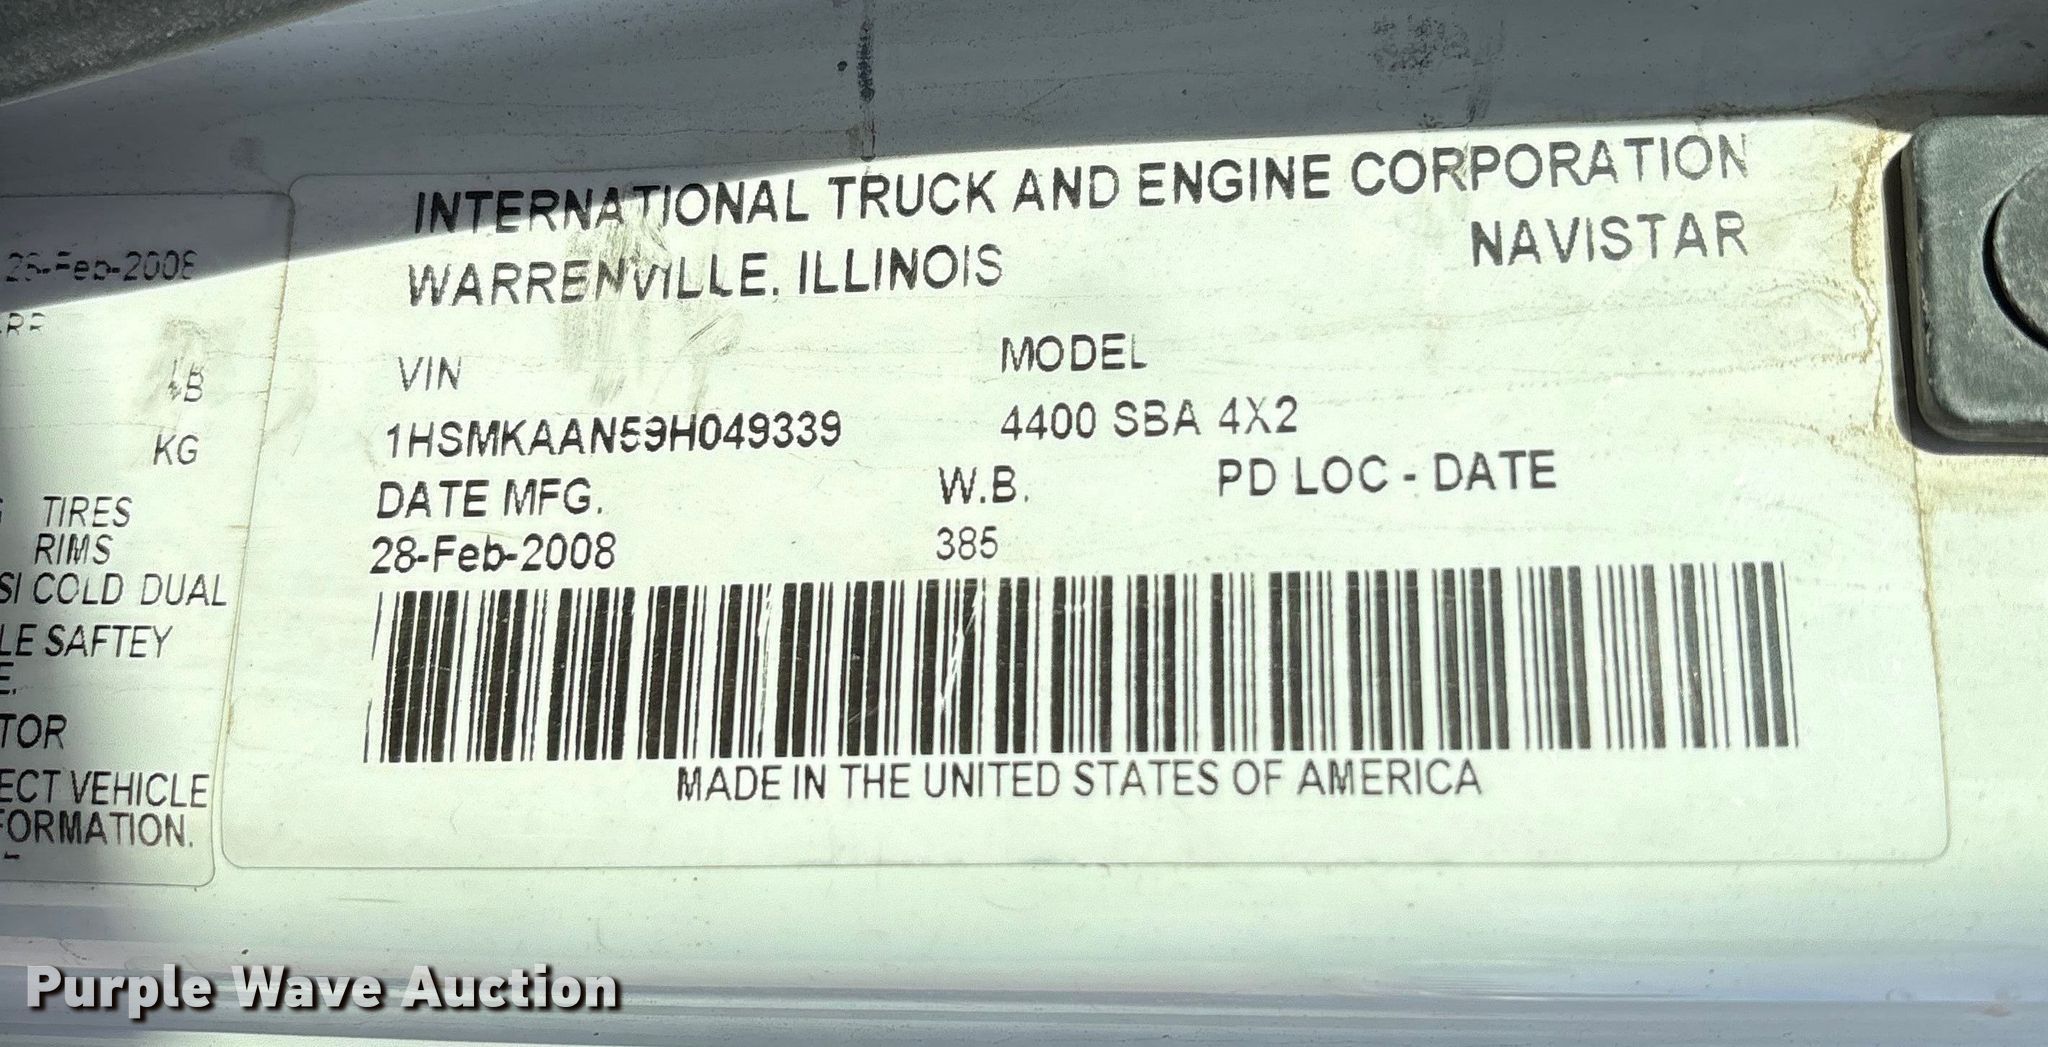 28-Feb-2008
LB
KG
TIRES
RIMS
SI COLD DUAL
LE SAFTEY
E.
TOR
ECT VEHICLE
FORMATION.
INTERNATIONAL TRUCK AND ENGINE CORPORATION
WARRENVILLE, ILLINOIS
NAVISTAR
VIN
MODEL
1HSMKAAN59H049339
4400 SBA 4X2
DATE MFG.
W.B.
PD LOC - DATE
28-Feb-2008
385
MADE IN THE UNITED STATES OF AMERICA
Purple Wave Auction